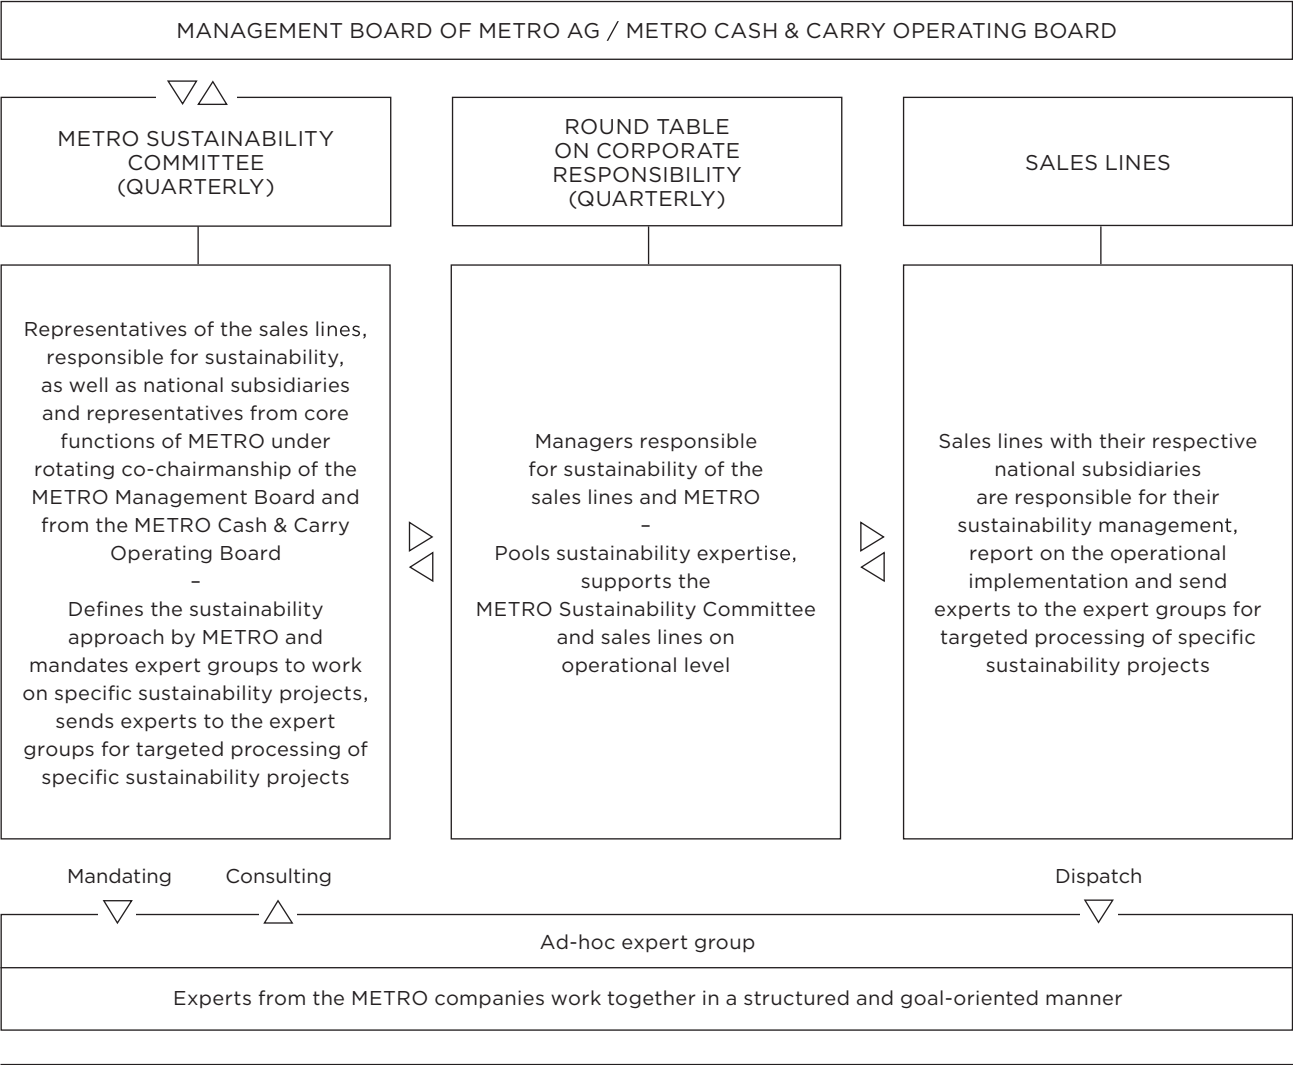 MANAGEMENT BOARD OF METRO AG / METRO CASH & CARRY OPERATING BOARD
METRO SUSTAINABILITY
COMMITTEE
(QUARTERLY)
ROUND TABLE
ON CORPORATE
RESPONSIBILITY
(QUARTERLY)
SALES LINES
Representatives of the sales lines,
responsible for sustainability,
as well as national subsidiaries
and representatives from core
functions of METRO under
rotating co-chairmanship of the
METRO Management Board and
from the METRO Cash & Carry
Operating Board
–
Defines the sustainability
approach by METRO and
mandates expert groups to work
on specific sustainability projects,
sends experts to the expert
groups for targeted processing of
specific sustainability projects
Managers responsible
for sustainability of the
sales lines and METRO
–
Pools sustainability expertise,
supports the
METRO Sustainability Committee
and sales lines on
operational level
Sales lines with their respective
national subsidiaries
are responsible for their
sustainability management,
report on the operational
implementation and send
experts to the expert groups for
targeted processing of specific
sustainability projects
Mandating
Consulting
Dispatch
Ad-hoc expert group
Experts from the METRO companies work together in a structured and goal-oriented manner